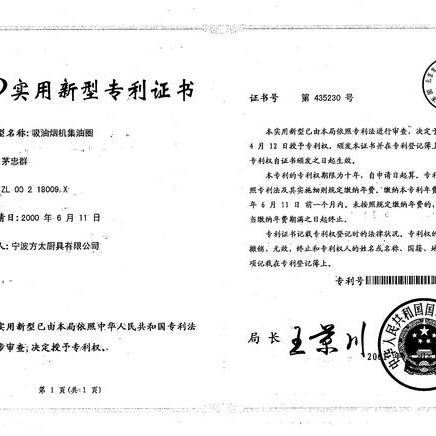 实用新型专利证书
型名称: 吸油烟机集油圈
茅忠群
ZL 00 2 18009.X
请日: 2000 年 6 月 11 日
人: 宁波方太厨具有限公司
实用新型已由本局依照中华人民共和国专利法
步审查,决定授予专利权。
第 1 页(共 1 页)
证书号 第 435230 号
本实用新型已由本局依照专利法进行审查,决定
4 月 12 日授予专利权,颁发本证书并在专利登记簿上
专利权自证书颁发之日起生效。
本专利的专利权期限为十年,自申请日起算。专利
照专利法及其实施细则规定缴纳年费。缴纳本专利年费
年 6 月 11 日前一个月内。未按照规定缴纳年费的,
当缴纳年费期满之日起终止。
专利证书记载专利权登记时的法律状况。专利权的
撤销、无效、终止和专利权人的姓名或名称、国籍、地
项记载在专利登记簿上。
专利号
局长 王景川
中华人民共和国国